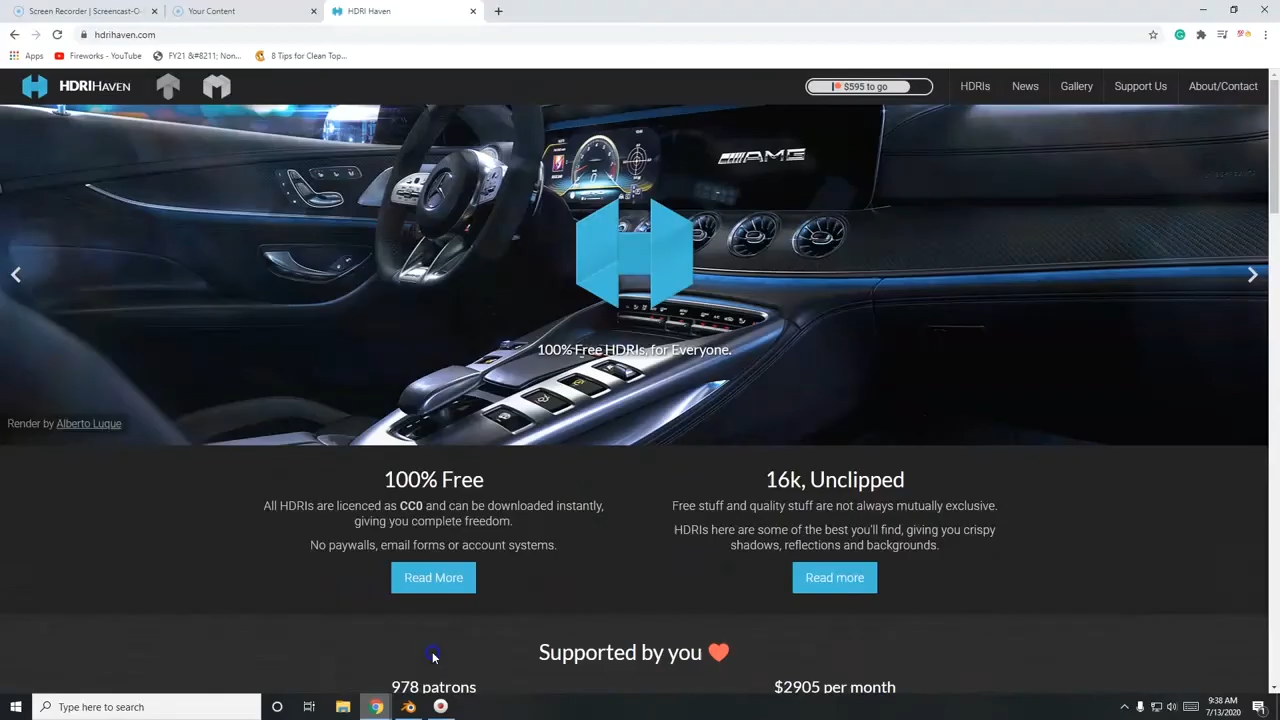 Screen Recorder | Screencast-O
Your Content
HDRI Haven
hdrihaven.com
Apps
Fireworks - YouTube
FY21 &#8211; Non...
8 Tips for Clean Top...
HDRIHAVEN
$595 to go
HDRIs
News
Gallery
Support Us
About/Contact
AMG
100% Free HDRIs, for Everyone.
Render by Alberto Luque
100% Free
All HDRIs are licenced as CC0 and can be downloaded instantly,
giving you complete freedom.
No paywalls, email forms or account systems.
Read More
16k, Unclipped
Free stuff and quality stuff are not always mutually exclusive.
HDRIs here are some of the best you'll find, giving you crispy
shadows, reflections and backgrounds.
Read more
Supported by you
978 patrons
$2905 per month
Type here to search
9:38 AM
7/13/2020